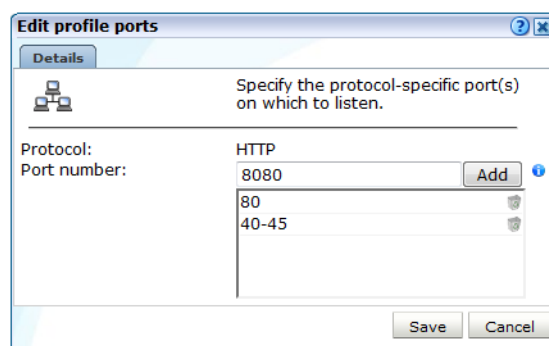 Edit profile ports
Details
Specify the protocol-specific port(s)
on which to listen.
Protocol: HTTP
Port number: 8080 Add
80
40-45
Save Cancel